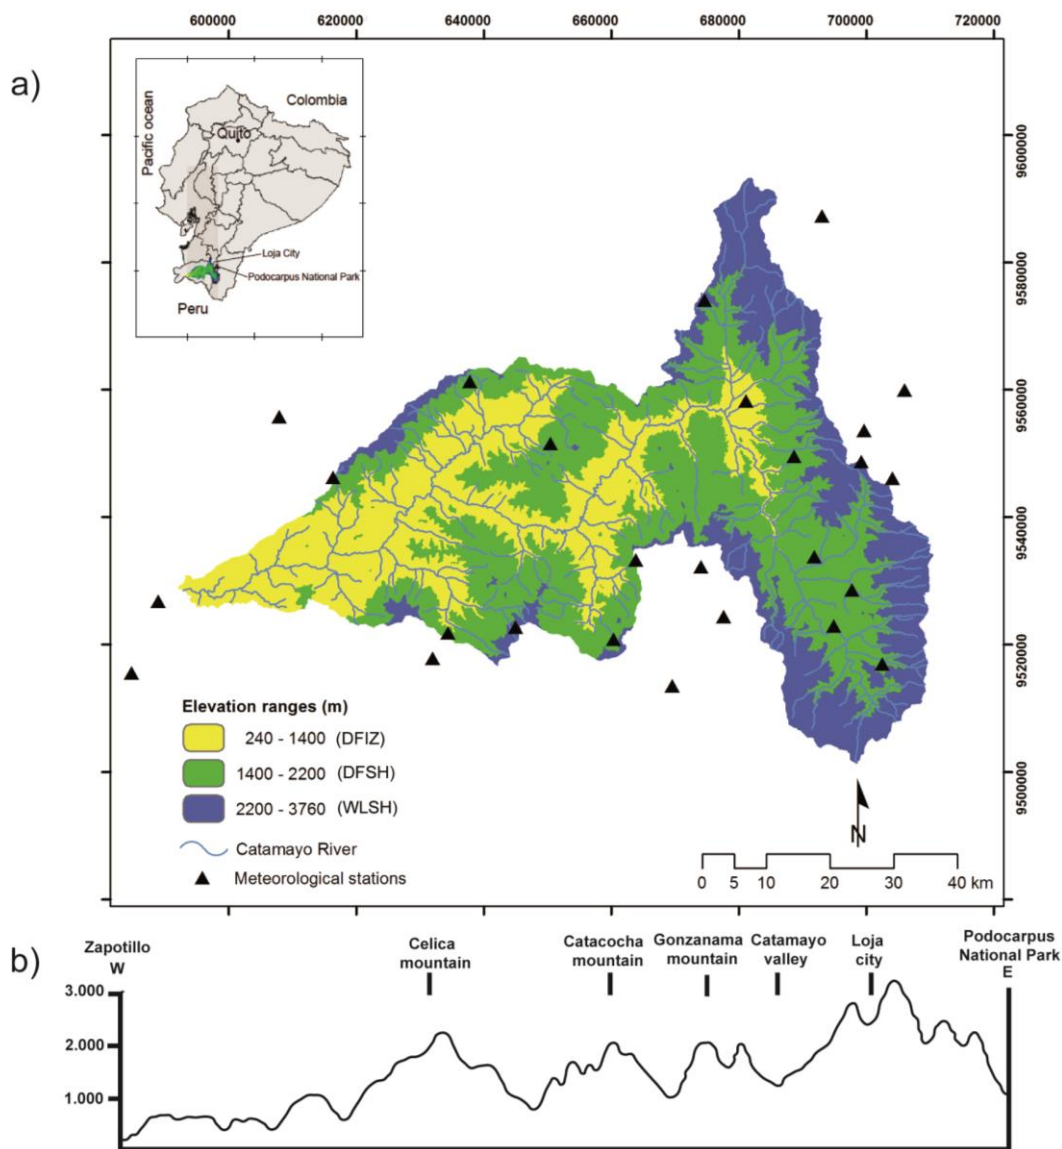 600000 620000 640000 660000 680000 700000 720000
a)
Pacific ocean
Colombia
Quito
Loja City
Podocarpus National Park
Peru
9600000
9580000
9560000
9540000
9520000
9500000
Elevation ranges (m)
240 - 1400 (DFIZ)
1400 - 2200 (DFSH)
2200 - 3760 (WLSH)
Catamayo River
Meteorological stations
N
0 5 10 20 30 40 km
b)
Zapotillo
W
Celica
mountain
Catacocha
mountain
Gonzanama
mountain
Catamayo
valley
Loja
city
Podocarpus
National Park
E
3.000
2.000
1.000